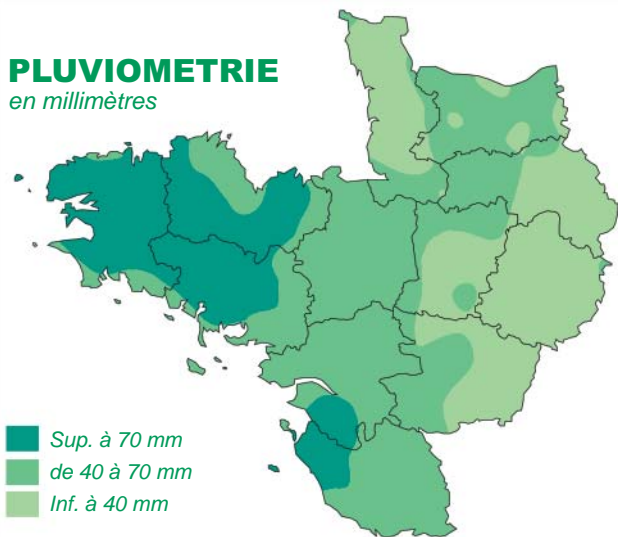 PLUVIOMETRIE
en millimètres
Sup. à 70 mm
de 40 à 70 mm
Inf. à 40 mm